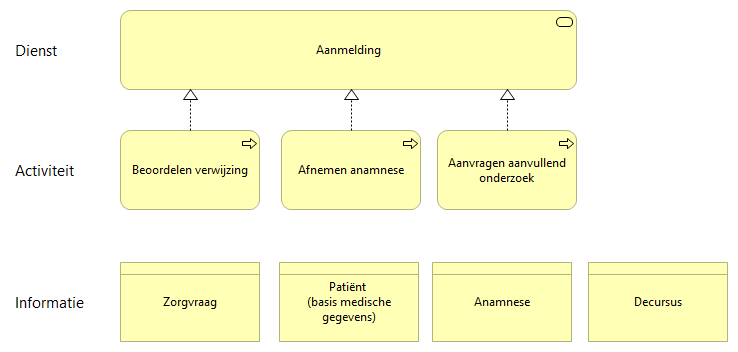 Dienst
Aanmelding
Activiteit
Beoordelen verwijzing
Afnemen anamnese
Aanvragen aanvullend
onderzoek
Informatie
Zorgvraag
Patiënt
(basis medische
gegevens)
Anamnese
Decursus